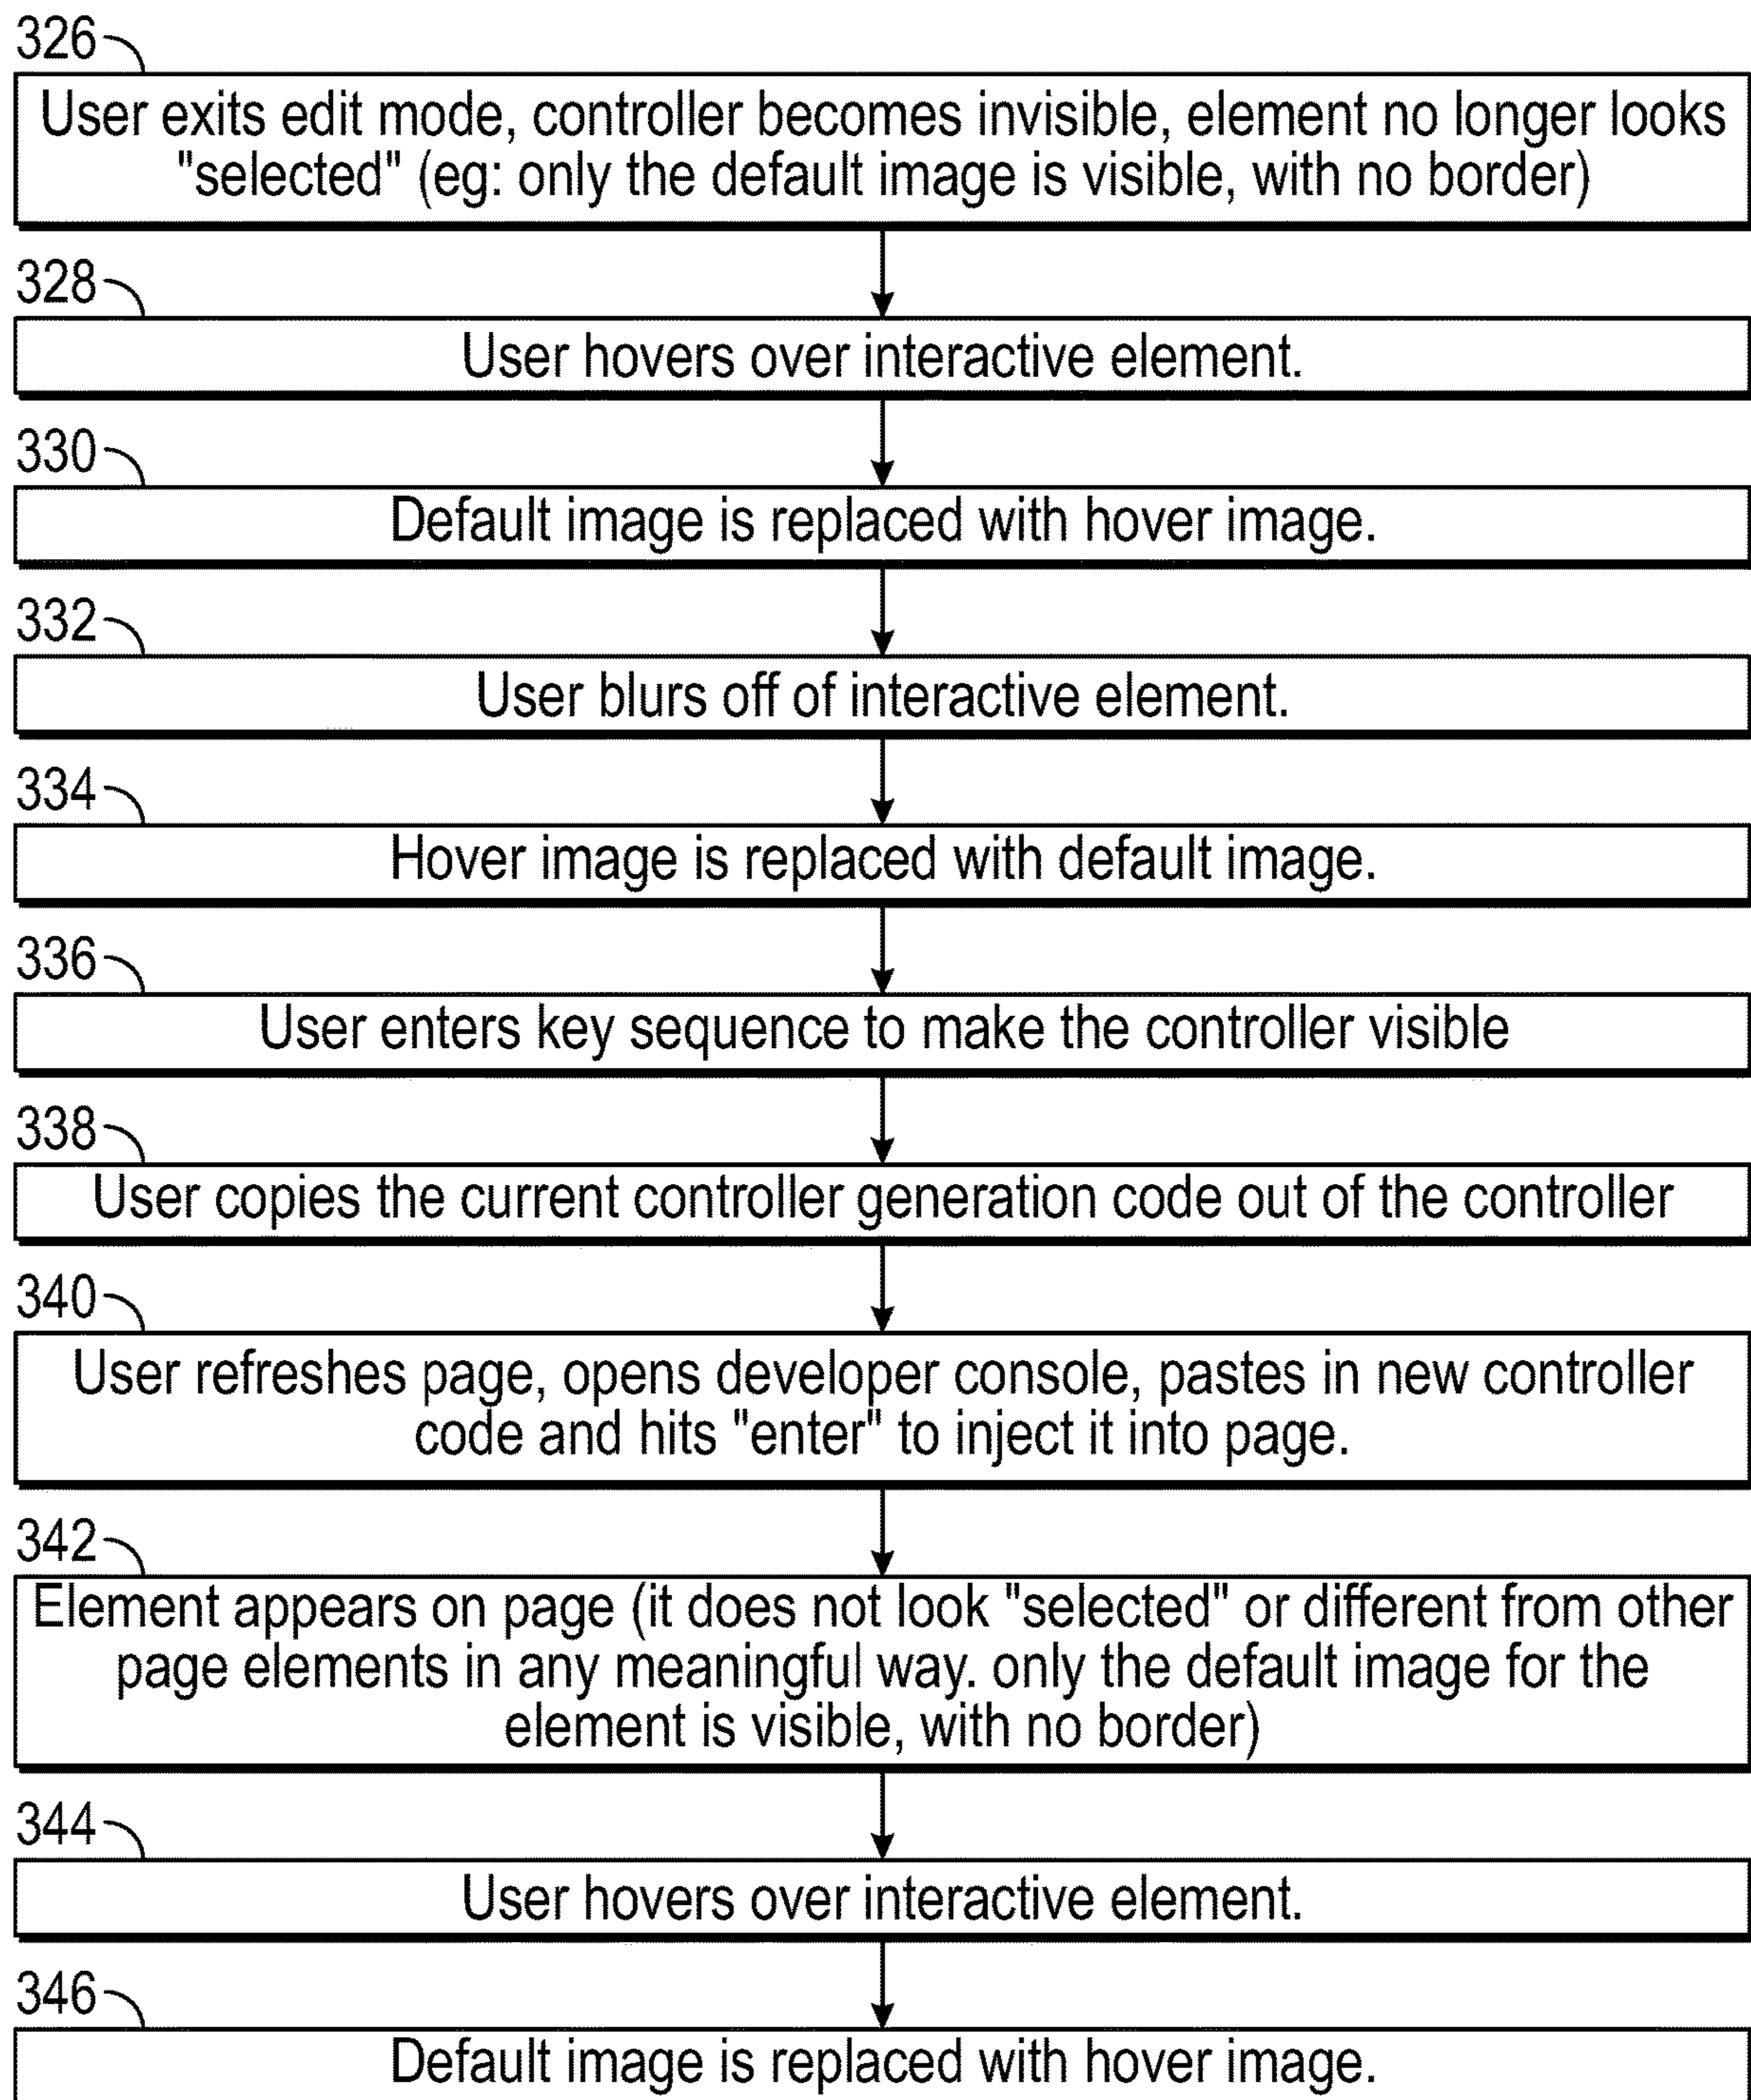 326
User exits edit mode, controller becomes invisible, element no longer looks
"selected" (eg: only the default image is visible, with no border)
328
User hovers over interactive element.
330
Default image is replaced with hover image.
332
User blurs off of interactive element.
334
Hover image is replaced with default image.
336
User enters key sequence to make the controller visible
338
User copies the current controller generation code out of the controller
340
User refreshes page, opens developer console, pastes in new controller
code and hits "enter" to inject it into page.
342
Element appears on page (it does not look "selected" or different from other
page elements in any meaningful way. only the default image for the
element is visible, with no border)
344
User hovers over interactive element.
346
Default image is replaced with hover image.